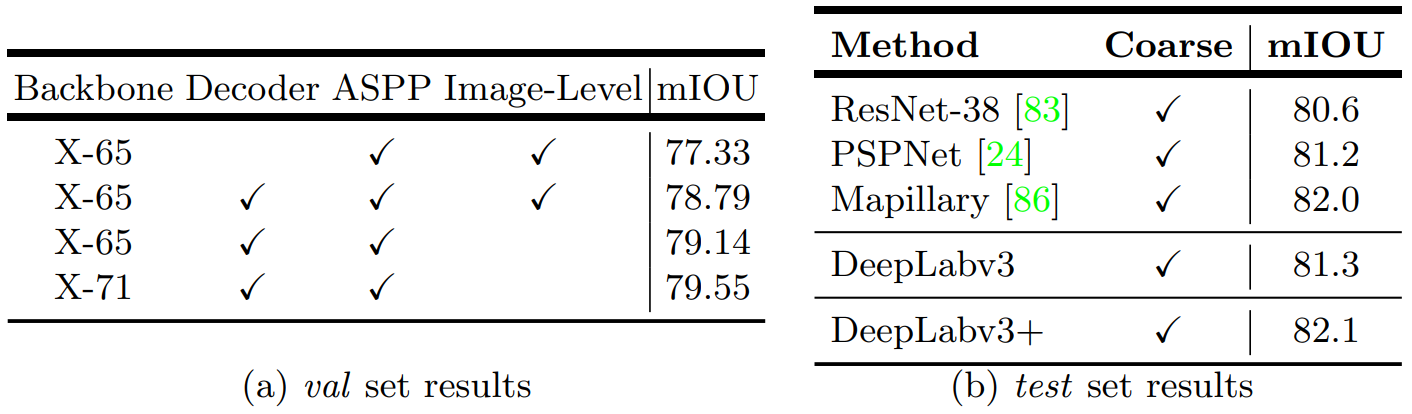 Backbone Decoder ASPP Image-Level mIOU
X-65 ✓ ✓ 77.33
X-65 ✓ ✓ ✓ 78.79
X-65 ✓ ✓ 79.14
X-71 ✓ ✓ 79.55
(a) val set results
Method Coarse mIOU
ResNet-38 [83] ✓ 80.6
PSPNet [24] ✓ 81.2
Mapillary [86] ✓ 82.0
DeepLabv3 ✓ 81.3
DeepLabv3+ ✓ 82.1
(b) test set results